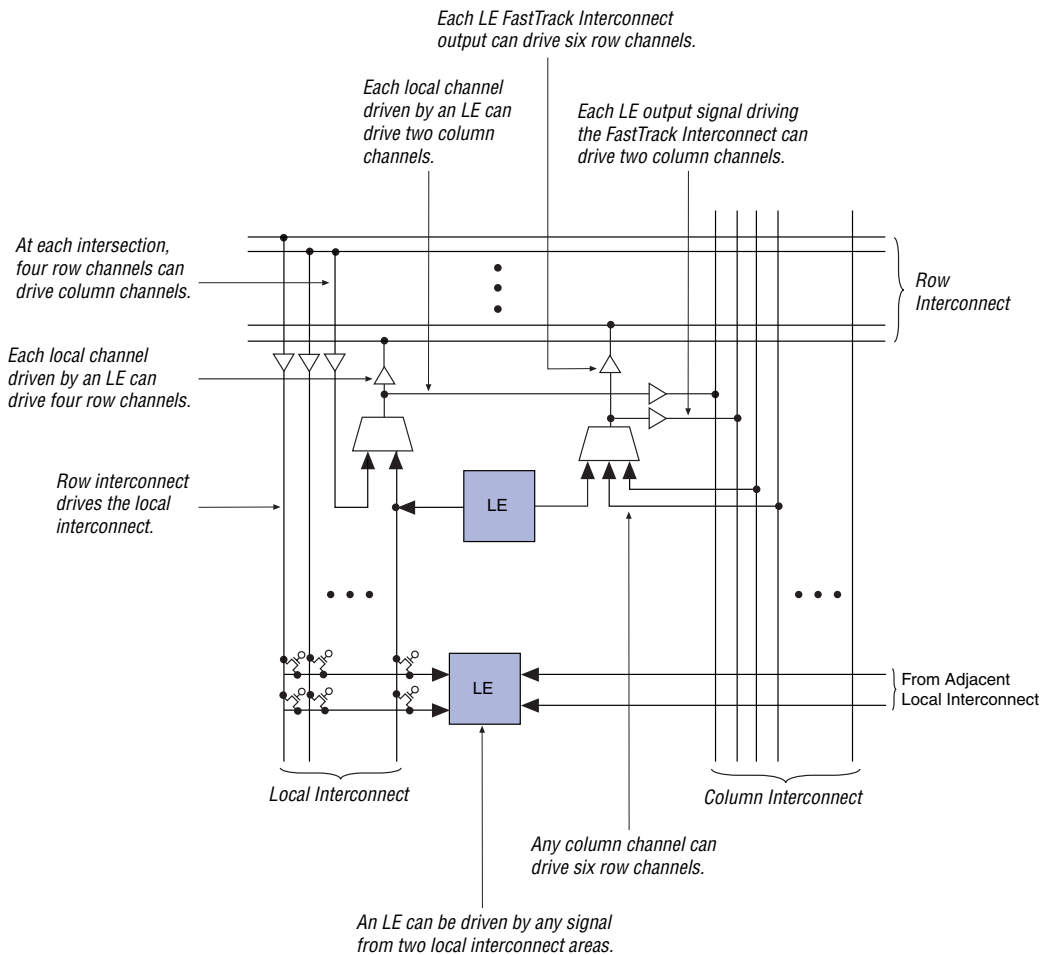 Each LE FastTrack Interconnect
output can drive six row channels.
Each local channel
driven by an LE can
drive two column
channels.
Each LE output signal driving
the FastTrack Interconnect can
drive two column channels.
At each intersection,
four row channels can
drive column channels.
Row
Interconnect
Each local channel
driven by an LE can
drive four row channels.
Row interconnect
drives the local
interconnect.
LE
LE
From Adjacent
Local Interconnect
Local Interconnect
Column Interconnect
Any column channel can
drive six row channels.
An LE can be driven by any signal
from two local interconnect areas.